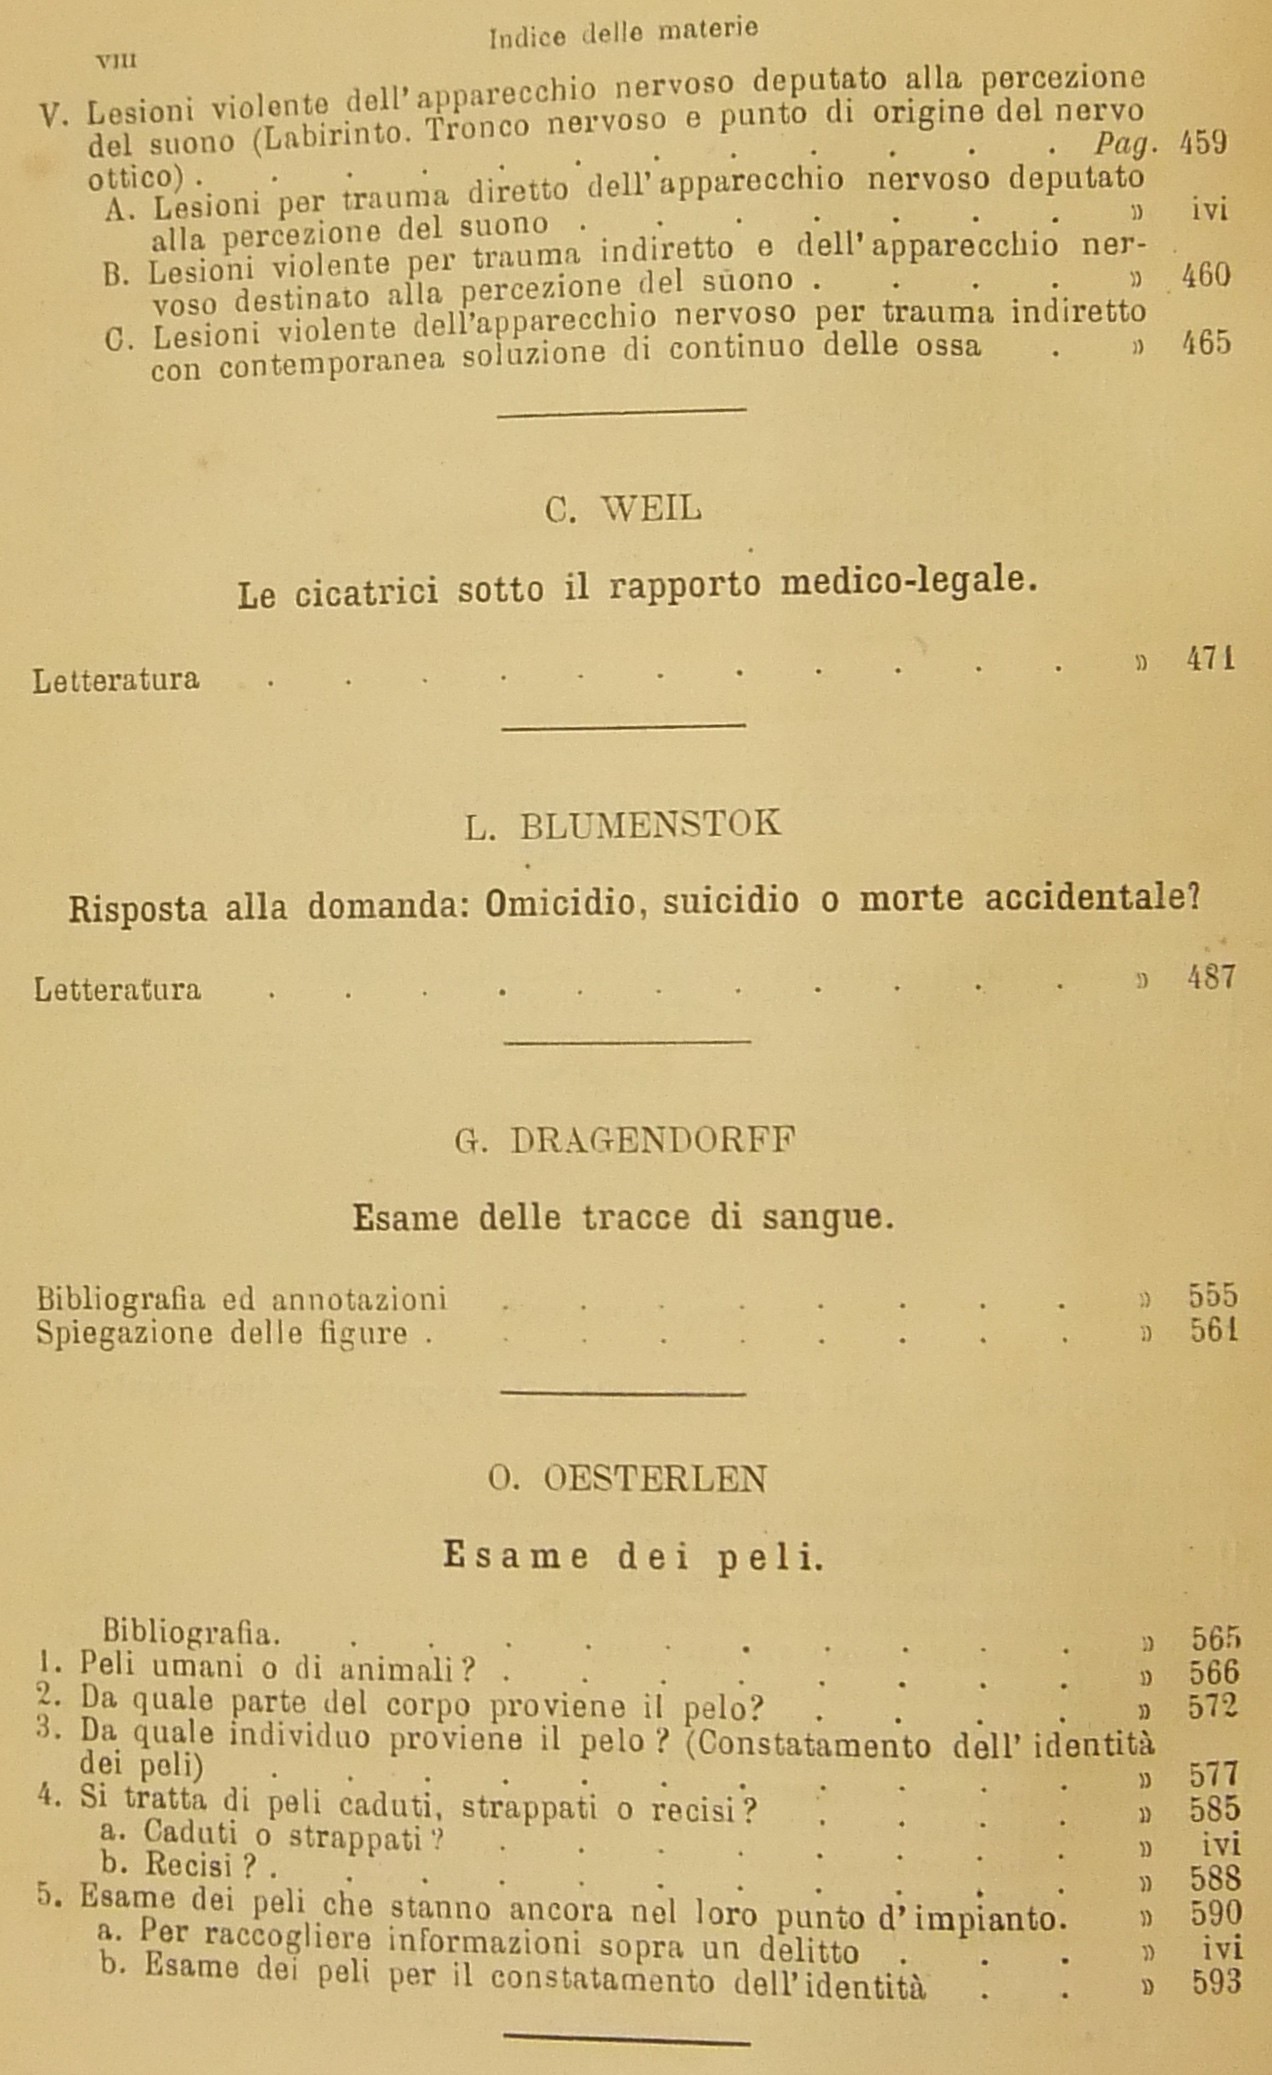 VIII
Indice delle materie
V. Lesioni violente dell' apparecchio nervoso deputato alla percezione
del suono (Labirinto. Tronco nervoso e punto di origine del nervo
ottico) . . . . . . . . . . . . Pag. 459
A. Lesioni per trauma diretto dell' apparecchio nervoso deputato
alla percezione del suono . . . . . . . » ivi
B. Lesioni violente per trauma indiretto e dell' apparecchio ner-
voso destinato alla percezione del suono . . . . » 460
C. Lesioni violente dell'apparecchio nervoso per trauma indiretto
con contemporanea soluzione di continuo delle ossa . » 465
C. WEIL
Le cicatrici sotto il rapporto medico-legale.
Letteratura . . . . . . . . . . . » 471
L. BLUMENSTOK
Risposta alla domanda: Omicidio, suicidio o morte accidentale?
Letteratura . . . . . . . . . . . » 487
G. DRAGENDORFF
Esame delle tracce di sangue.
Bibliografia ed annotazioni . . . . . . . . » 555
Spiegazione delle figure . . . . . . . . . » 561
O. OESTERLEN
Esame dei peli.
Bibliografia. . . . . . . . . . . » 565
1. Peli umani o di animali? . . . . . . . . » 566
2. Da quale parte del corpo proviene il pelo? . . . . » 572
3. Da quale individuo proviene il pelo? (Constatamento dell' identità
dei peli) . . . . . . . . . . . » 577
4. Si tratta di peli caduti, strappati o recisi? . . . . » 585
a. Caduti o strappati? . . . . . . . . » ivi
b. Recisi? . . . . . . . . . . . » 588
5. Esame dei peli che stanno ancora nel loro punto d' impianto. » 590
a. Per raccogliere informazioni sopra un delitto . . . » ivi
b. Esame dei peli per il constatamento dell' identità . . » 593